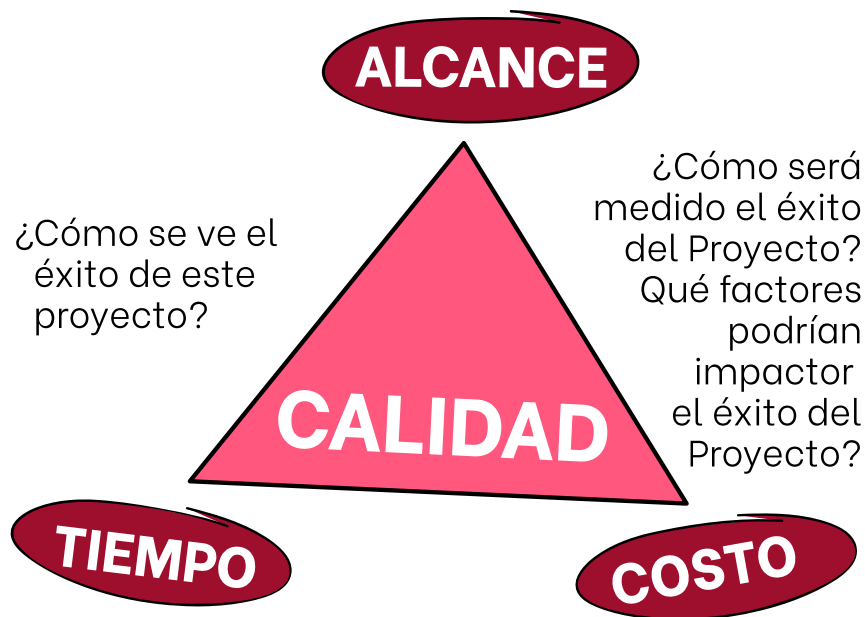 ALCANCE
¿Cómo se ve el
éxito de este
proyecto?
¿Cómo será
medido el éxito
del Proyecto?
Qué factores
podrían
impactor
el éxito del
Proyecto?
CALIDAD
TIEMPO
COSTO